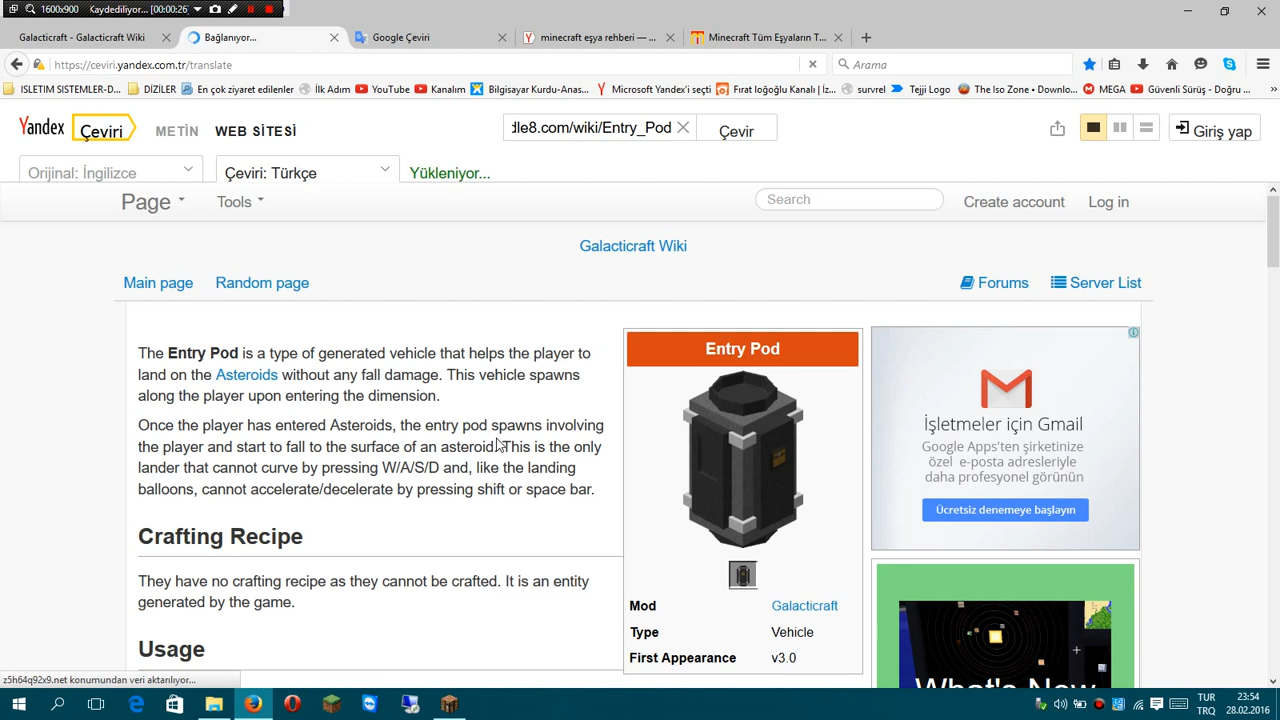 1600x900 Kaydediliyor... [00:00:26]
Galacticraft - Galacticraft Wiki
Bağlanıyor...
Google Çeviri
minecraft eşya rehberi — ...
Minecraft Tüm Eşyaların T...
https://ceviri.yandex.com.tr/translate
Arama
ISLETIM SISTEMLER-D...
DİZİLER
En çok ziyaret edilenler
İlk Adım
YouTube
Kanalım
Bilgisayar Kurdu-Anas...
Microsoft Yandex'i seçti
Fırat loğoğlu Kanalı | İz...
survrel
Tejji Logo
The Iso Zone • Downlo...
MEGA
Güvenli Sürüş - Doğru ...
Yandex Çeviri
METİN
WEB SİTESİ
dle8.com/wiki/Entry_Pod
Çevir
Giriş yap
Orijinal: İngilizce
Çeviri: Türkçe
Yükleniyor...
Page
Tools
Search
Create account
Log in
Galacticraft Wiki
Main page
Random page
Forums
Server List
The Entry Pod is a type of generated vehicle that helps the player to
land on the Asteroids without any fall damage. This vehicle spawns
along the player upon entering the dimension.
Once the player has entered Asteroids, the entry pod spawns involving
the player and start to fall to the surface of an asteroid. This is the only
lander that cannot curve by pressing W/A/S/D and, like the landing
balloons, cannot accelerate/decelerate by pressing shift or space bar.
Crafting Recipe
They have no crafting recipe as they cannot be crafted. It is an entity
generated by the game.
Usage
Entry Pod
Mod Galacticraft
Type Vehicle
First Appearance v3.0
İşletmeler için Gmail
Google Apps'ten şirketinize
özel e-posta adresleriyle
daha profesyonel görünün
Ücretsiz denemeye başlayın
What's New
z5h64q92x9.net konumundan veri aktarılıyor...
TUR
TRQ
23:54
28.02.2016